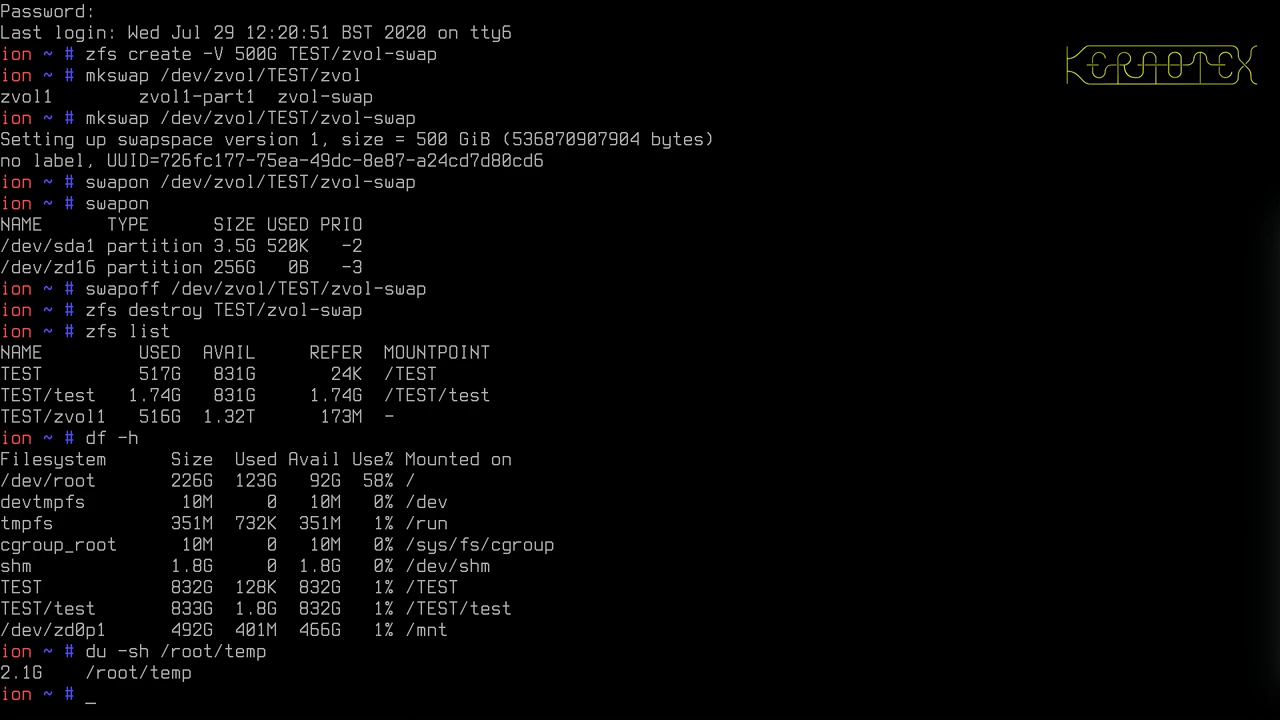 Password:
Last login: Wed Jul 29 12:20:51 BST 2020 on tty6
ion ~ # zfs create -V 500G TEST/zvol-swap
ion ~ # mkswap /dev/zvol/TEST/zvol
zvol1        zvol1-part1  zvol-swap
ion ~ # mkswap /dev/zvol/TEST/zvol-swap
Setting up swapspace version 1, size = 500 GiB (536870907904 bytes)
no label, UUID=726fc177-75ea-49dc-8e87-a24cd7d80cd6
ion ~ # swapon /dev/zvol/TEST/zvol-swap
ion ~ # swapon
NAME      TYPE      SIZE USED PRIO
/dev/sda1 partition 3.5G 520K   -2
/dev/zd16 partition 256G   0B   -3
ion ~ # swapoff /dev/zvol/TEST/zvol-swap
ion ~ # zfs destroy TEST/zvol-swap
ion ~ # zfs list
NAME         USED  AVAIL     REFER  MOUNTPOINT
TEST         517G   831G       24K  /TEST
TEST/test   1.74G   831G     1.74G  /TEST/test
TEST/zvol1   516G  1.32T      173M  -
ion ~ # df -h
Filesystem      Size  Used Avail Use% Mounted on
/dev/root       226G  123G   92G  58% /
devtmpfs         10M     0   10M   0% /dev
tmpfs           351M  732K  351M   1% /run
cgroup_root      10M     0   10M   0% /sys/fs/cgroup
shm             1.8G     0  1.8G   0% /dev/shm
TEST            832G  128K  832G   1% /TEST
TEST/test       833G  1.8G  832G   1% /TEST/test
/dev/zd0p1      492G  401M  466G   1% /mnt
ion ~ # du -sh /root/temp
2.1G    /root/temp
ion ~ # _
KERNOTEX